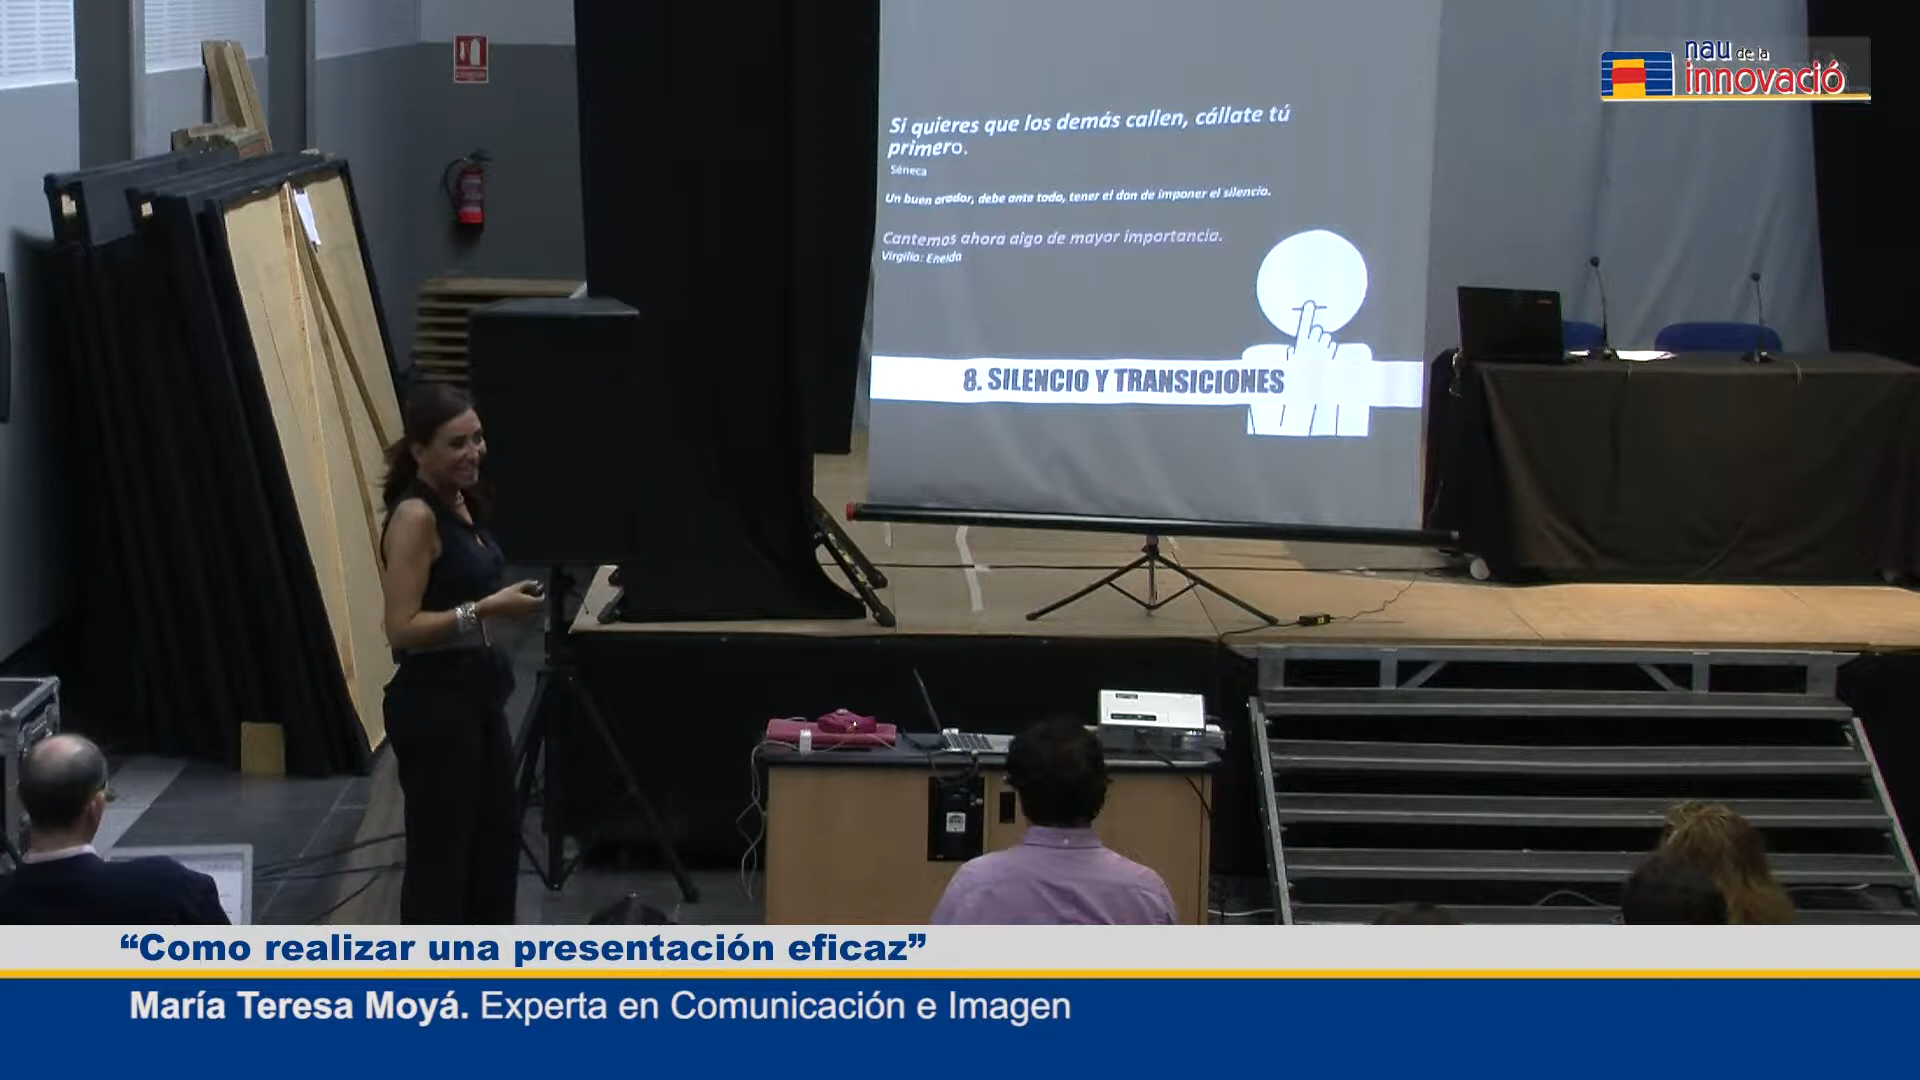 nau de la
innovació
Si quieres que los demás callen, cállate tú
primero.
Séneca
Un buen orador, debe ante todo, tener el don de imponer el silencio.
Cantemos ahora algo de mayor importancia.
Virgilio: Eneida
8. SILENCIO Y TRANSICIONES
“Como realizar una presentación eficaz”
María Teresa Moyá. Experta en Comunicación e Imagen